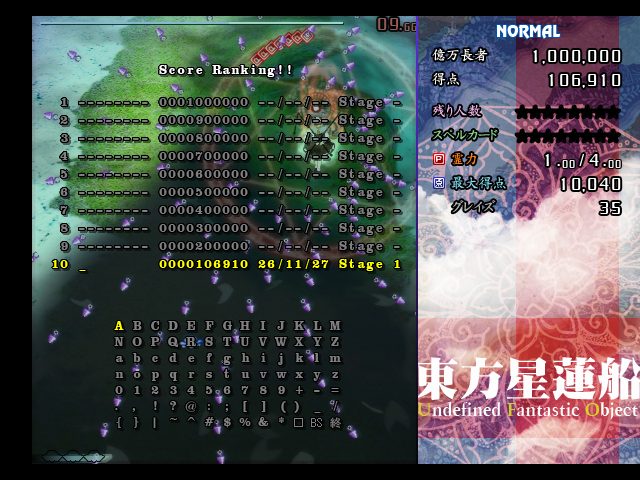 09.
Score Ranking!!
1 -------- 0001000000 --/--/-- Stage -
2 -------- 0000900000 --/--/-- Stage -
3 -------- 0000800000 --/--/-- Stage -
4 -------- 0000700000 --/--/-- Stage -
5 -------- 0000600000 --/--/-- Stage -
6 -------- 0000500000 --/--/-- Stage -
7 -------- 0000400000 --/--/-- Stage -
8 -------- 0000300000 --/--/-- Stage -
9 -------- 0000200000 --/--/-- Stage -
10 _ 0000106910 26/11/27 Stage 1
A B C D E F G H I J K L M
N O P Q R S T U V W X Y Z
a b c d e f g h i j k l m
n o p q r s t u v w x y z
0 1 2 3 4 5 6 7 8 9 + - =
. , ! ? @ : ; [ ] ( ) _ /
{ } | ~ ^ # $ % & * □ BS 終
NORMAL
億万長者 1,000,000
得点 106,910
残り人数 ★★★★★★★★★
スペルカード ★★★★★★★★★
P 霊力 1.00/4.00
最大得点 10,040
グレイズ 35
東方星蓮船
Undefined Fantastic Object